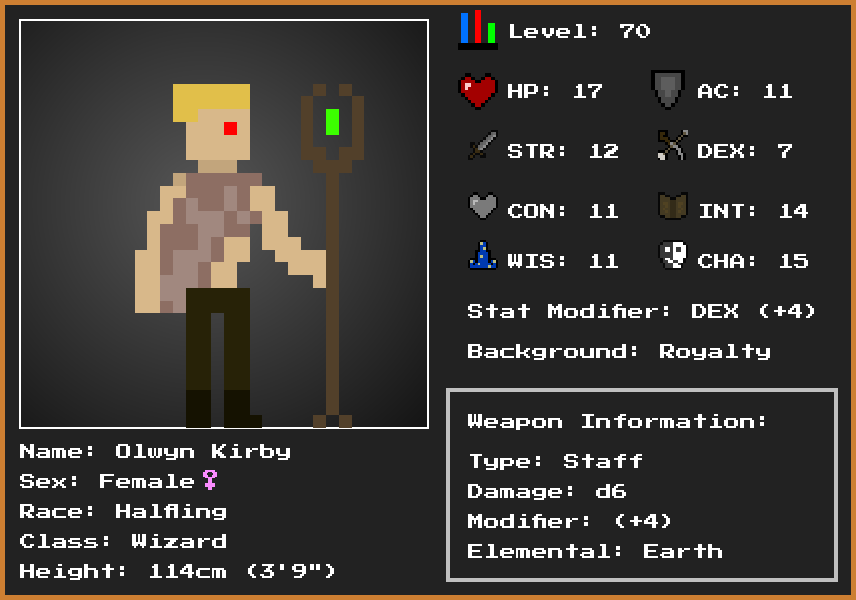 Level: 70
HP: 17
AC: 11
STR: 12
DEX: 7
CON: 11
INT: 14
WIS: 11
CHA: 15
Stat Modifier: DEX (+4)
Background: Royalty
Weapon Information:
Type: Staff
Damage: d6
Modifier: (+4)
Elemental: Earth
Name: Olwyn Kirby
Sex: Female♀
Race: Halfling
Class: Wizard
Height: 114cm (3'9")